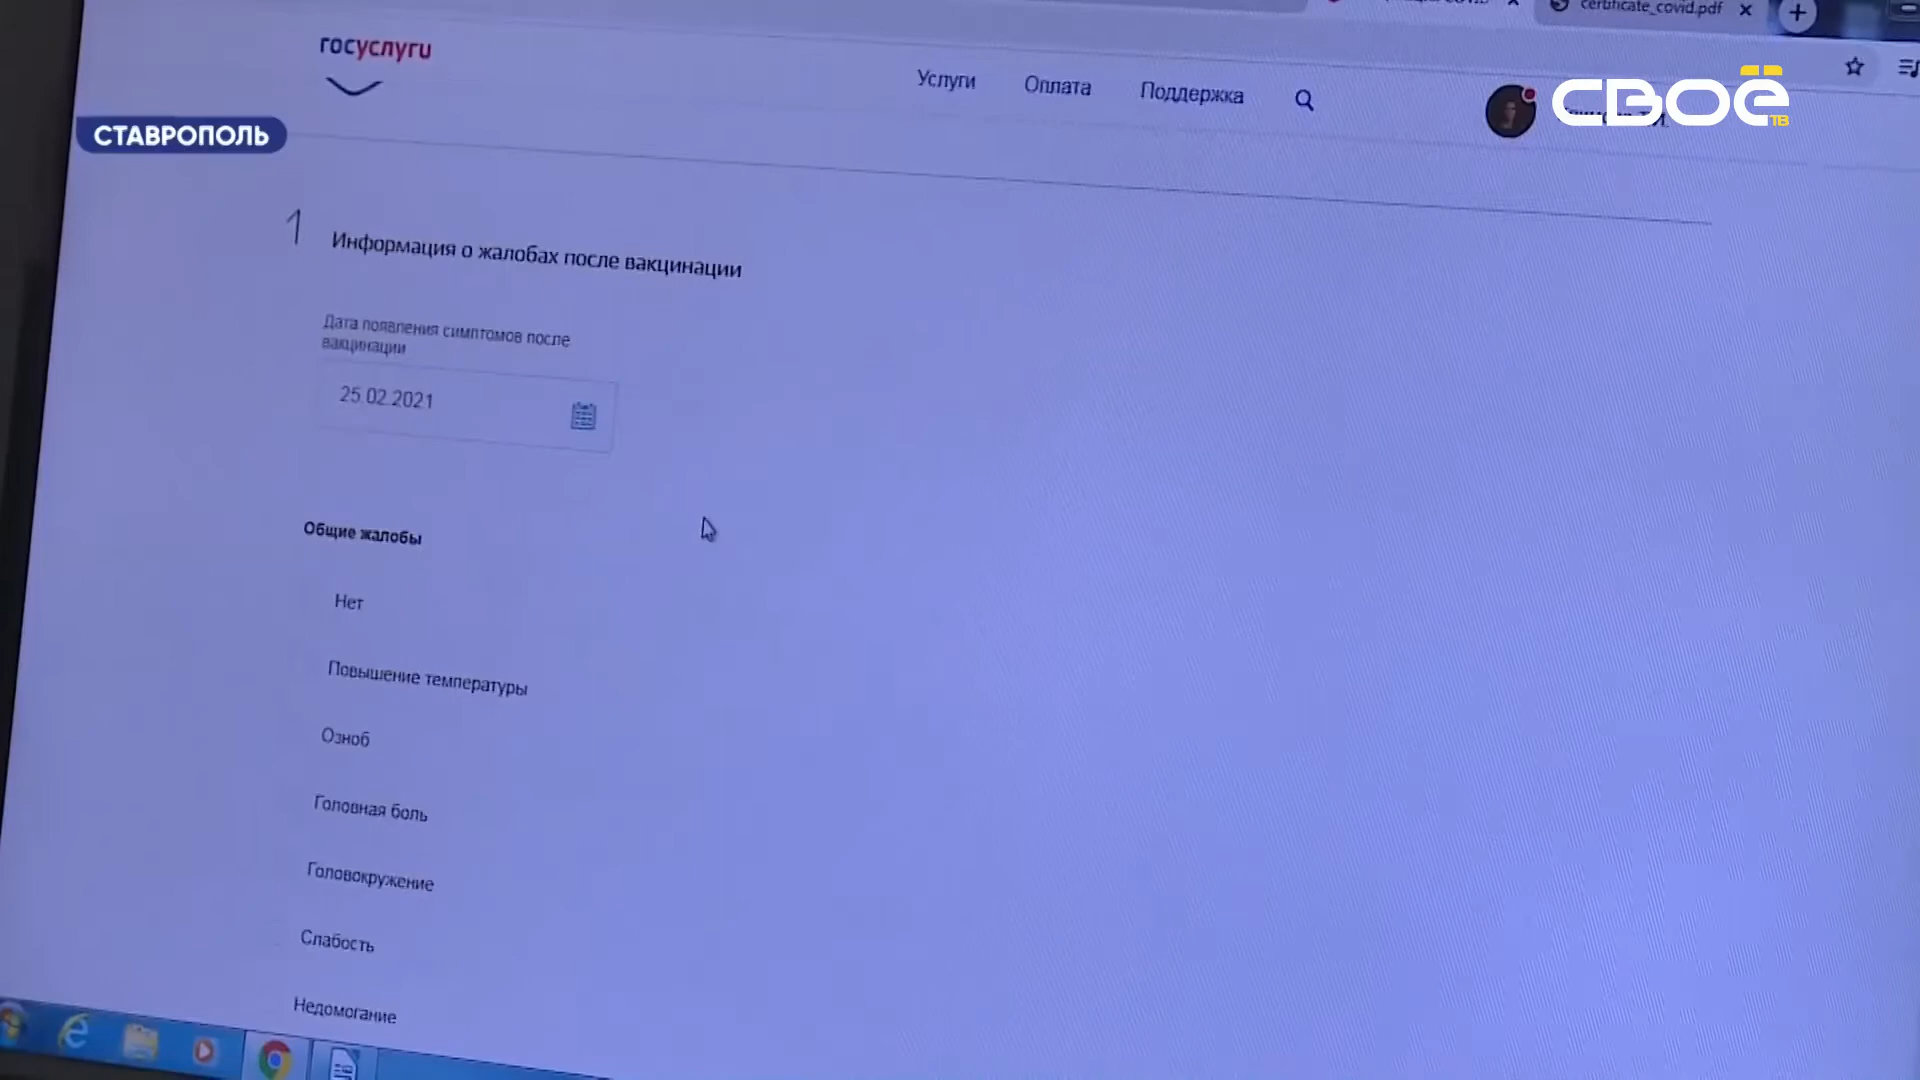 certificate_covid.pdf
госуслуги
Услуги
Оплата
Поддержка
СВОЁ
ТВ
СТАВРОПОЛЬ
1
Информация о жалобах после вакцинации
Дата появления симптомов после
вакцинации
25.02.2021
Общие жалобы
Нет
Повышение температуры
Озноб
Головная боль
Головокружение
Слабость
Недомогание